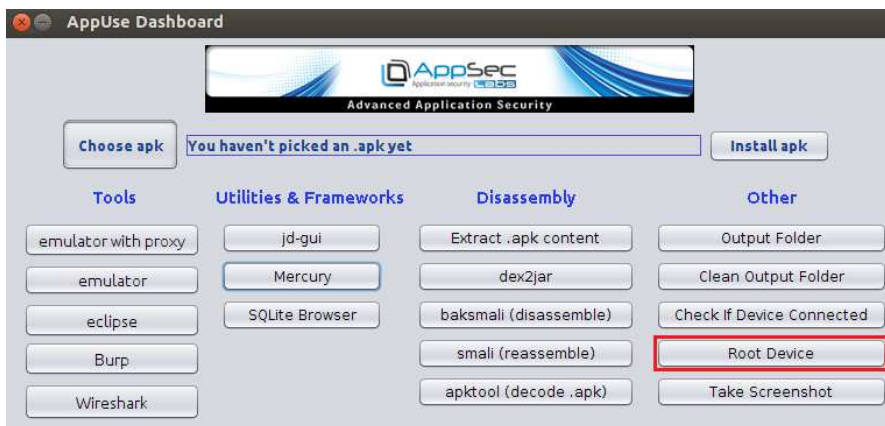 AppUse Dashboard
AppSec
Application security LABS
Advanced Application Security
Choose apk
You haven't picked an .apk yet
Install apk
Tools
Utilities & Frameworks
Disassembly
Other
emulator with proxy
jd-gui
Extract .apk content
Output Folder
emulator
Mercury
dex2jar
Clean Output Folder
eclipse
SQLite Browser
baksmali (disassemble)
Check If Device Connected
Burp
smali (reassemble)
Root Device
Wireshark
apktool (decode .apk)
Take Screenshot